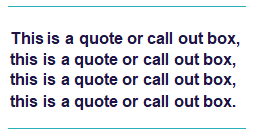 This is a quote or call out box,
this is a quote or call out box,
this is a quote or call out box,
this is a quote or call out box.